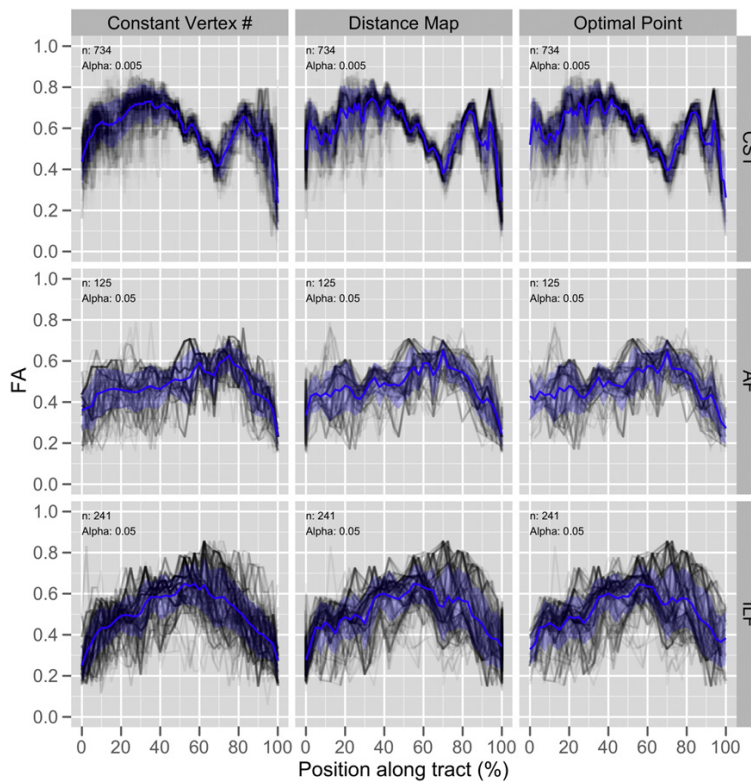 Constant Vertex # Distance Map Optimal Point
n: 734 n: 734 n: 734
Alpha: 0.005 Alpha: 0.005 Alpha: 0.005
1.0
0.8
0.6
0.4
0.2
0.0
n: 125 n: 125 n: 125
Alpha: 0.05 Alpha: 0.05 Alpha: 0.05
1.0
0.8
0.6
0.4
0.2
0.0
FA
n: 241 n: 241 n: 241
Alpha: 0.05 Alpha: 0.05 Alpha: 0.05
1.0
0.8
0.6
0.4
0.2
0.0
0 20 40 60 80 100 0 20 40 60 80 100 0 20 40 60 80 100
Position along tract (%)